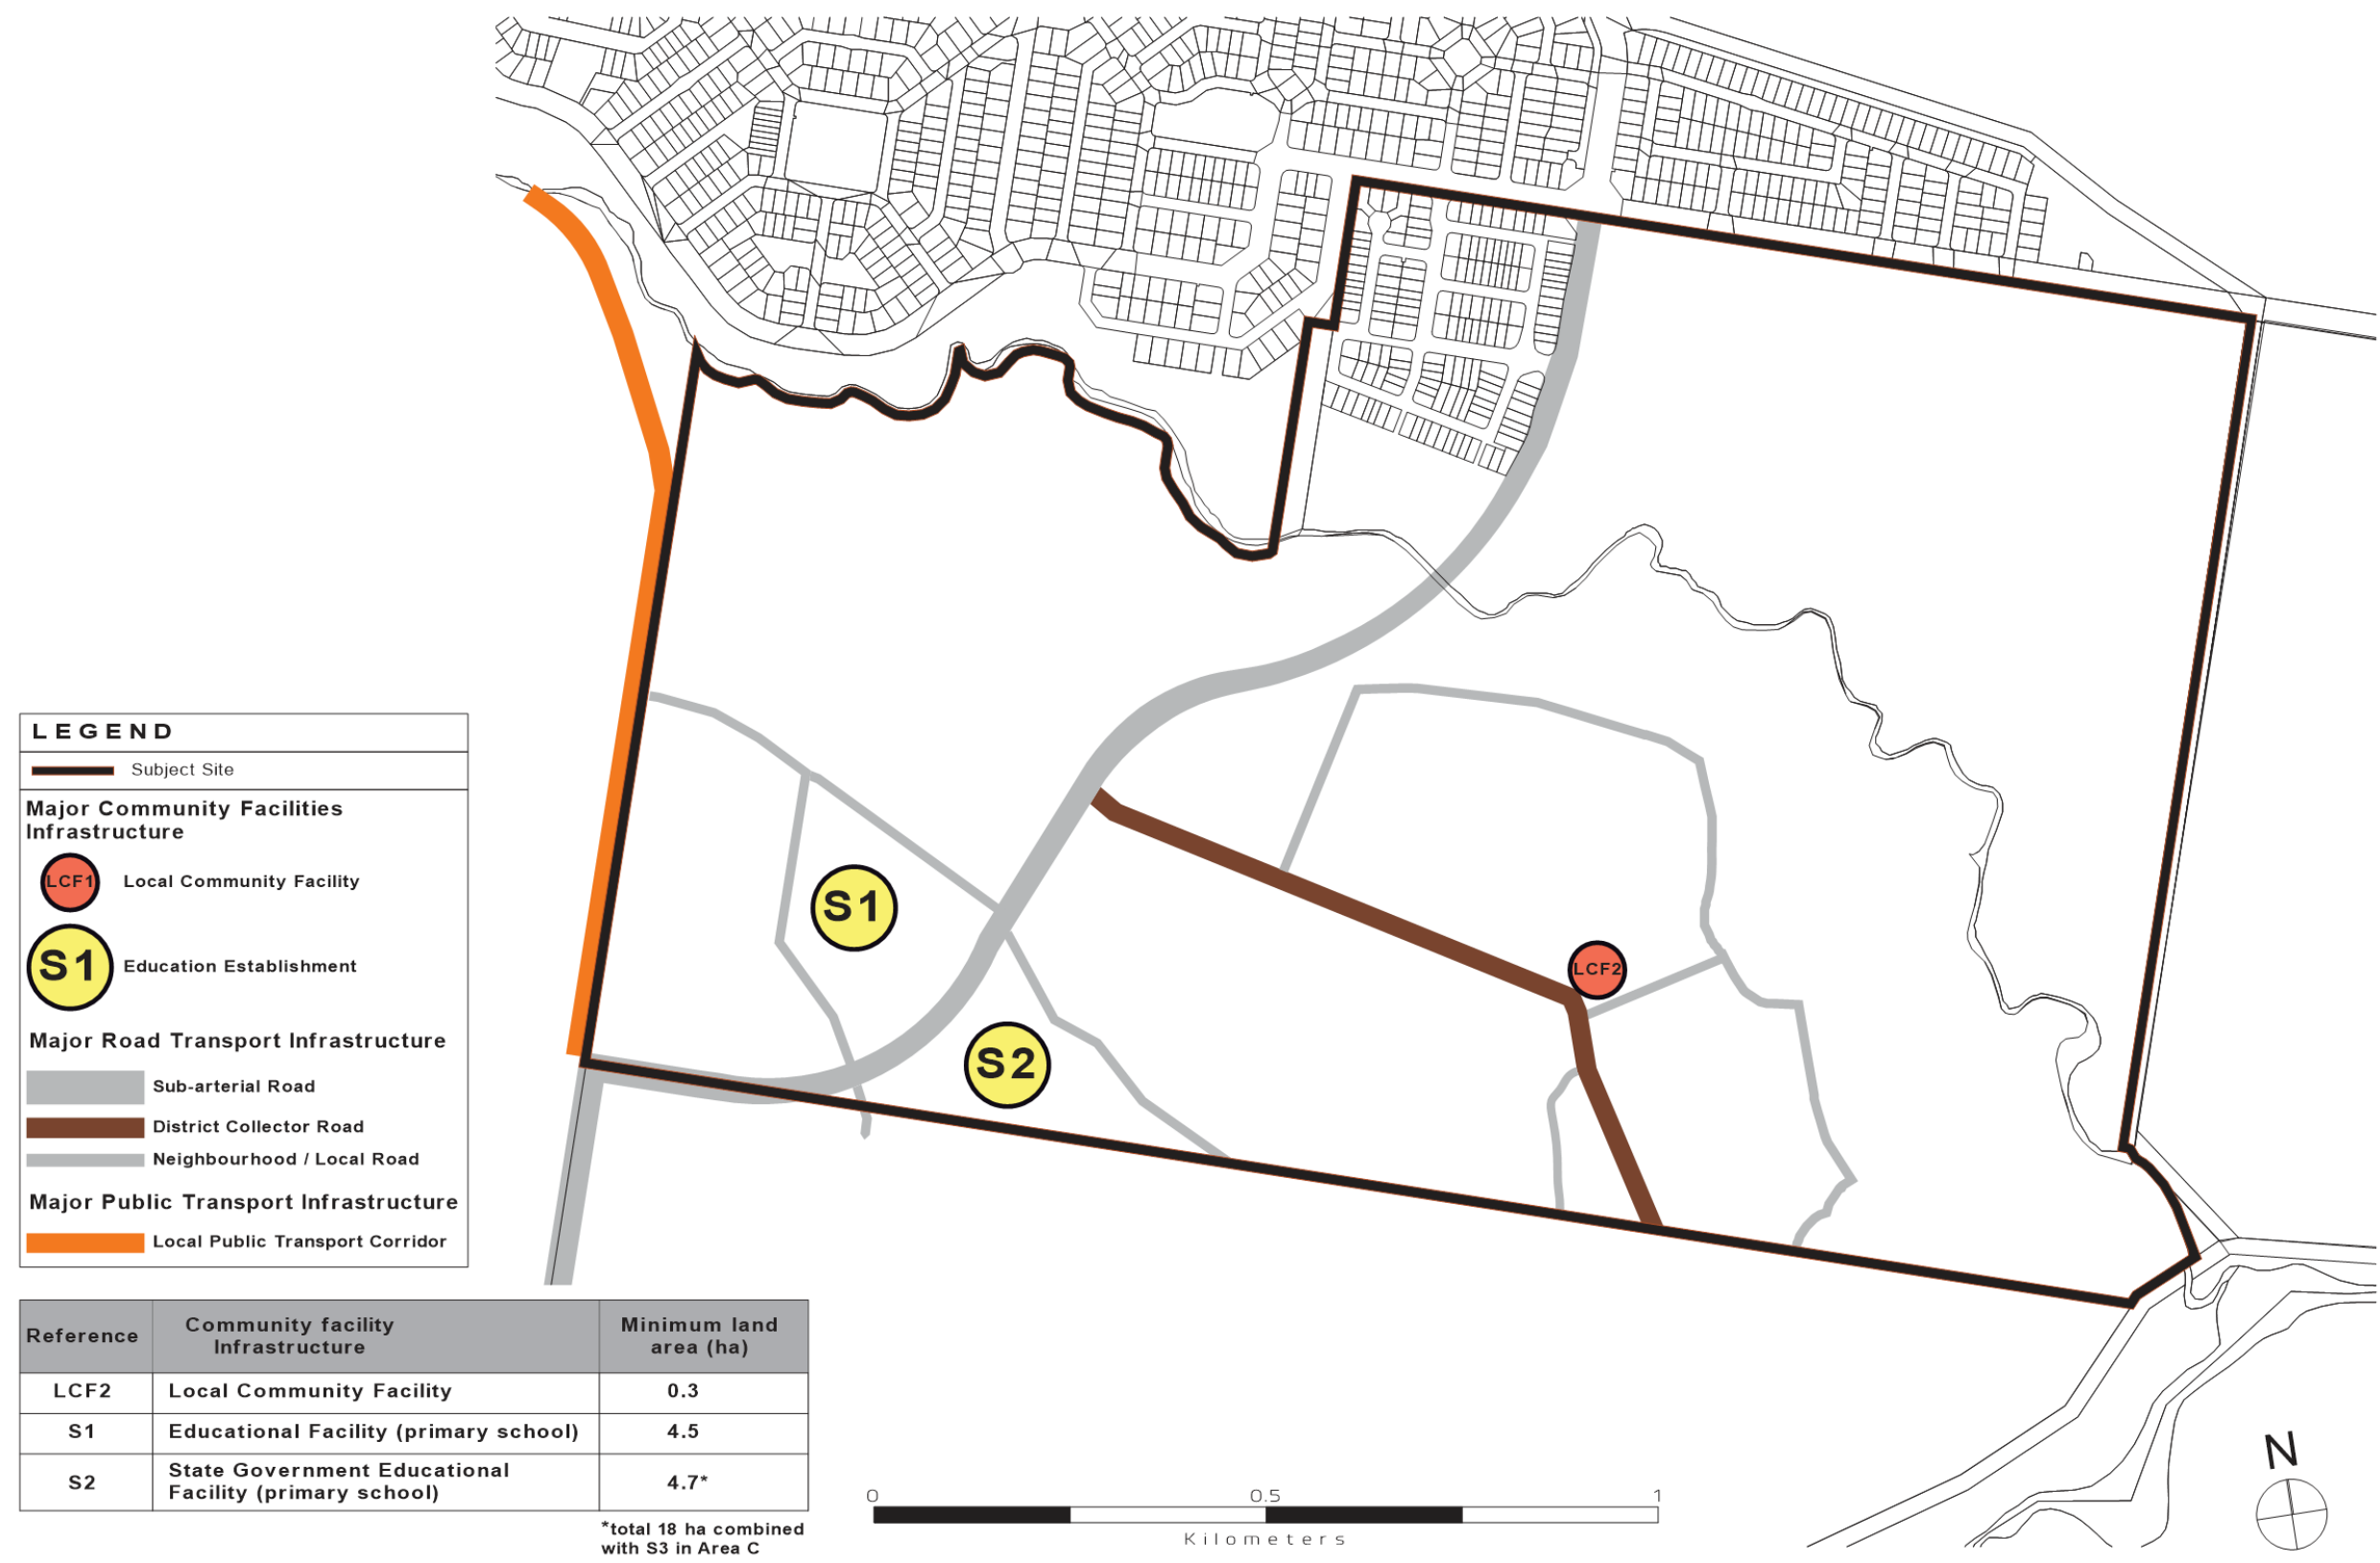 LEGEND
Subject Site
Major Community Facilities
Infrastructure
LCF1
Local Community Facility
S1
Education Establishment
Major Road Transport Infrastructure
Sub-arterial Road
District Collector Road
Neighbourhood / Local Road
Major Public Transport Infrastructure
Local Public Transport Corridor
S1
S2
LCF2
Reference
Community facility
Infrastructure
Minimum land
area (ha)
LCF2
Local Community Facility
0.3
S1
Educational Facility (primary school)
4.5
S2
State Government Educational
Facility (primary school)
4.7*
*total 18 ha combined
with S3 in Area C
0
0.5
1
Kilometers
N